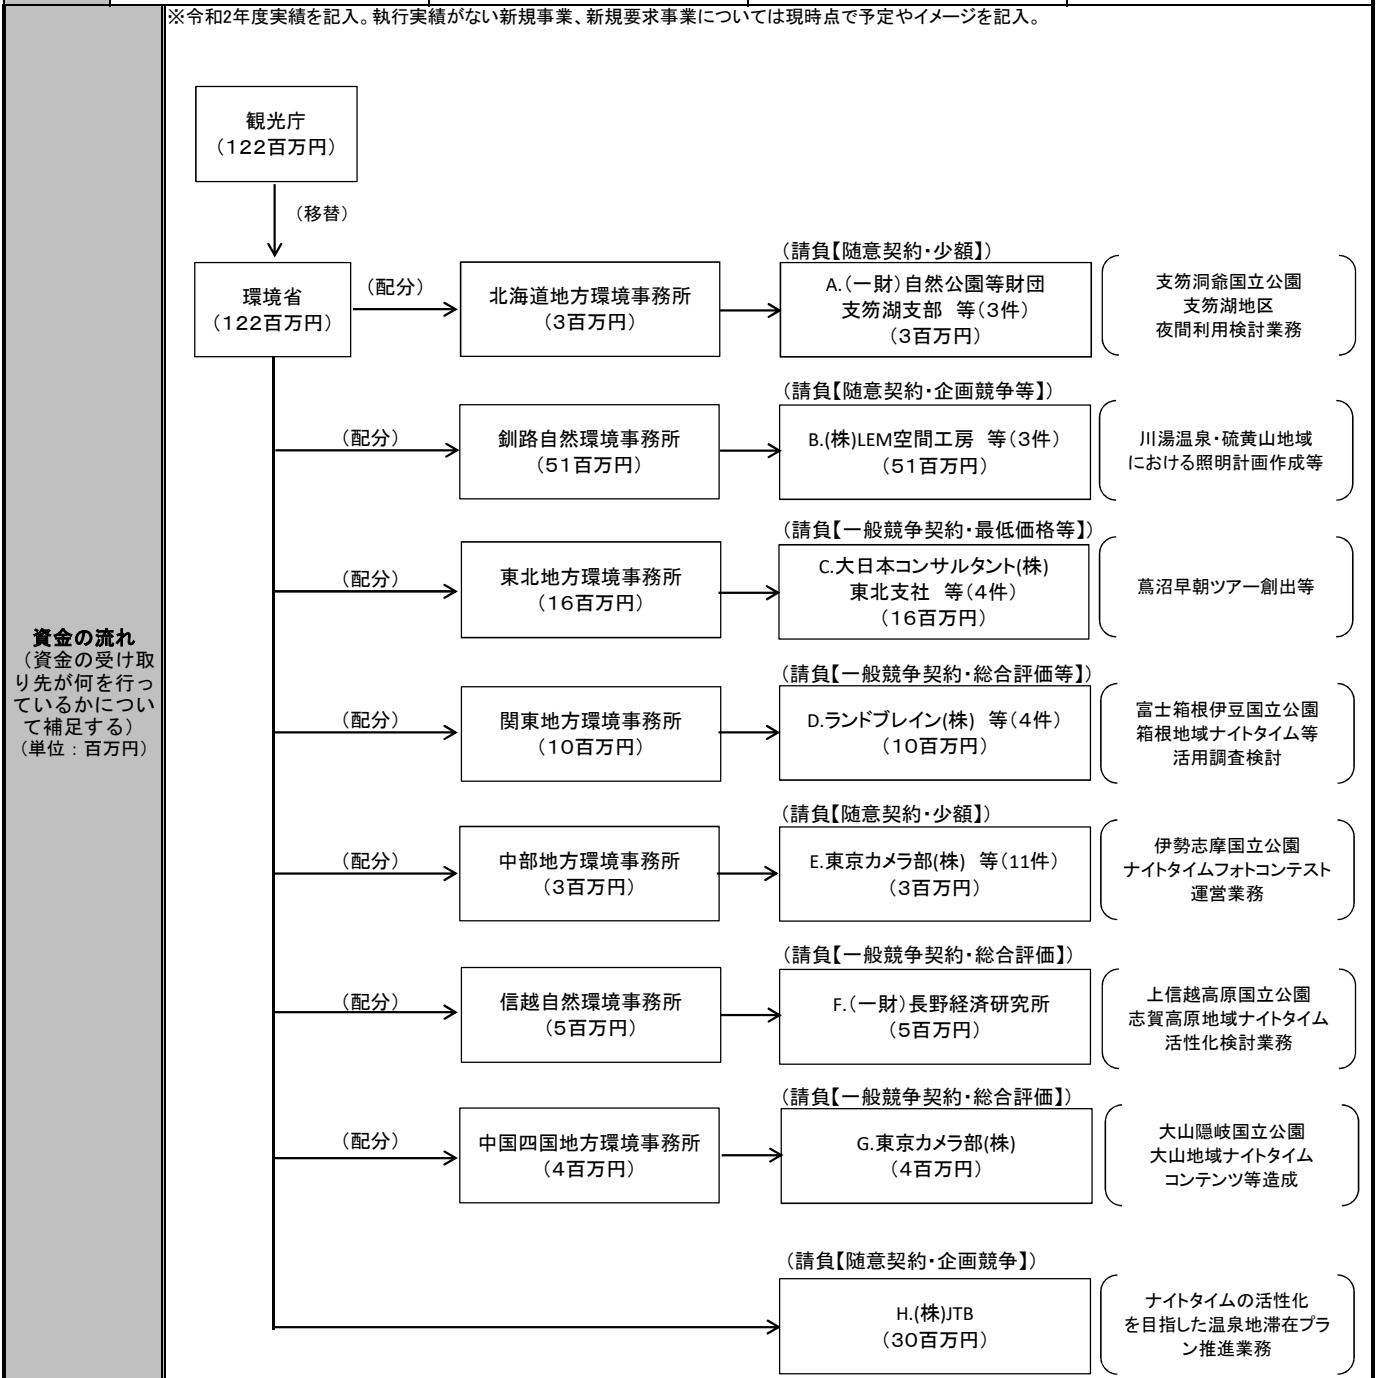 ※令和2年度実績を記入。執行実績がない新規事業、新規要求事業については現時点で予定やイメージを記入。
資金の流れ
（資金の受け取
り先が何を行っ
ているかについ
て補足する）
（単位：百万円）
観光庁
（122百万円）
（移替）
環境省
（122百万円）
（配分）
北海道地方環境事務所
（3百万円）
（請負【随意契約・少額】）
A.（一財）自然公園等財団
支笏湖支部　等（3件）
（3百万円）
支笏洞爺国立公園
支笏湖地区
夜間利用検討業務
（配分）
釧路自然環境事務所
（51百万円）
（請負【随意契約・企画競争等】）
B.(株)LEM空間工房　等（3件）
（51百万円）
川湯温泉・硫黄山地域
における照明計画作成等
（配分）
東北地方環境事務所
（16百万円）
（請負【一般競争契約・最低価格等】）
C.大日本コンサルタント(株)
東北支社　等（4件）
（16百万円）
蔦沼早朝ツアー創出等
（配分）
関東地方環境事務所
（10百万円）
（請負【一般競争契約・総合評価等】）
D.ランドブレイン(株)　等（4件）
（10百万円）
富士箱根伊豆国立公園
箱根地域ナイトタイム等
活用調査検討
（配分）
中部地方環境事務所
（3百万円）
（請負【随意契約・少額】）
E.東京カメラ部(株)　等（11件）
（3百万円）
伊勢志摩国立公園
ナイトタイムフォトコンテスト
運営業務
（配分）
信越自然環境事務所
（5百万円）
（請負【一般競争契約・総合評価】）
F.（一財）長野経済研究所
（5百万円）
上信越高原国立公園
志賀高原地域ナイトタイム
活性化検討業務
（配分）
中国四国地方環境事務所
（4百万円）
（請負【一般競争契約・総合評価】）
G.東京カメラ部(株)
（4百万円）
大山隠岐国立公園
大山地域ナイトタイム
コンテンツ等造成
（請負【随意契約・企画競争】）
H.(株)JTB
（30百万円）
ナイトタイムの活性化
を目指した温泉地滞在プラ
ン推進業務